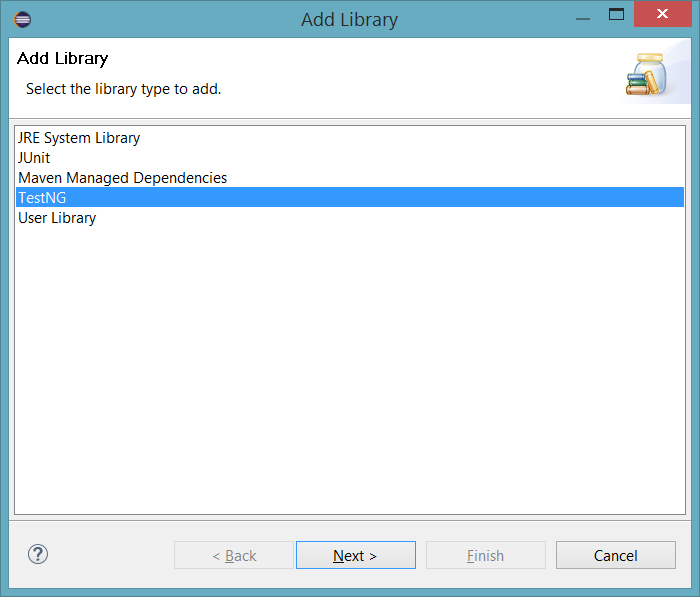 Add Library
Add Library
Select the library type to add.
JRE System Library
JUnit
Maven Managed Dependencies
TestNG
User Library
? < Back Next > Finish Cancel